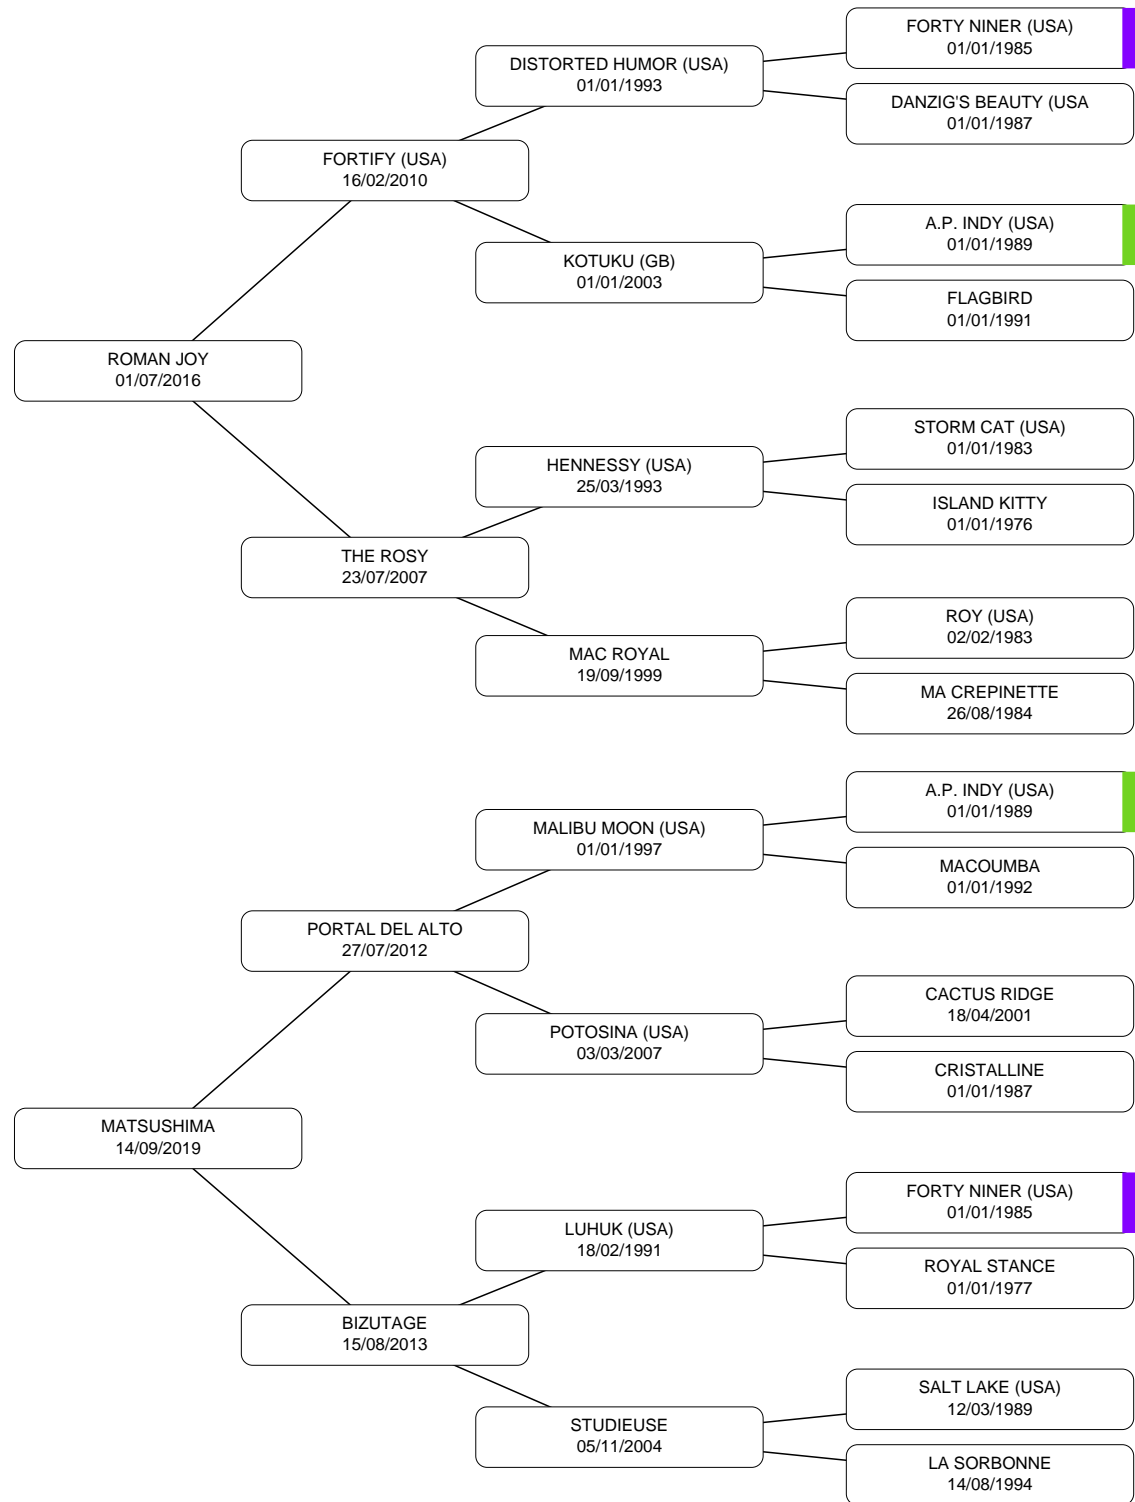 FORTY NINER (USA)
01/01/1985
DISTORTED HUMOR (USA)
01/01/1993
DANZIG'S BEAUTY (USA
01/01/1987
FORTIFY (USA)
16/02/2010
A.P. INDY (USA)
01/01/1989
KOTUKU (GB)
01/01/2003
FLAGBIRD
01/01/1991
ROMAN JOY
01/07/2016
STORM CAT (USA)
01/01/1983
HENNESSY (USA)
25/03/1993
ISLAND KITTY
01/01/1976
THE ROSY
23/07/2007
ROY (USA)
02/02/1983
MAC ROYAL
19/09/1999
MA CREPINETTE
26/08/1984
A.P. INDY (USA)
01/01/1989
MALIBU MOON (USA)
01/01/1997
MACOUMBA
01/01/1992
PORTAL DEL ALTO
27/07/2012
CACTUS RIDGE
18/04/2001
POTOSINA (USA)
03/03/2007
CRISTALLINE
01/01/1987
MATSUSHIMA
14/09/2019
FORTY NINER (USA)
01/01/1985
LUHUK (USA)
18/02/1991
ROYAL STANCE
01/01/1977
BIZUTAGE
15/08/2013
SALT LAKE (USA)
12/03/1989
STUDIEUSE
05/11/2004
LA SORBONNE
14/08/1994